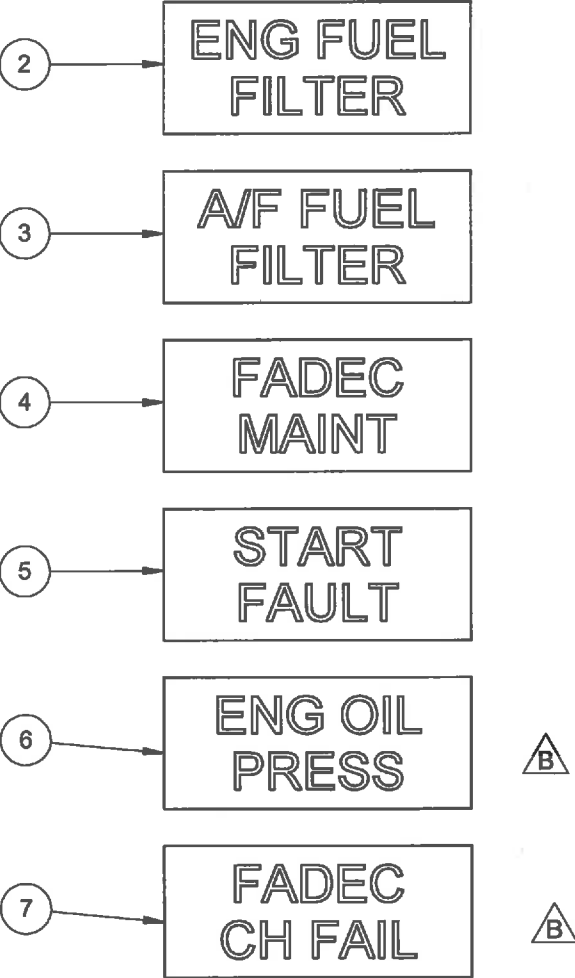 2
ENG FUEL
FILTER
3
A/F FUEL
FILTER
4
FADEC
MAINT
5
START
FAULT
6
ENG OIL
PRESS
B
7
FADEC
CH FAIL
B